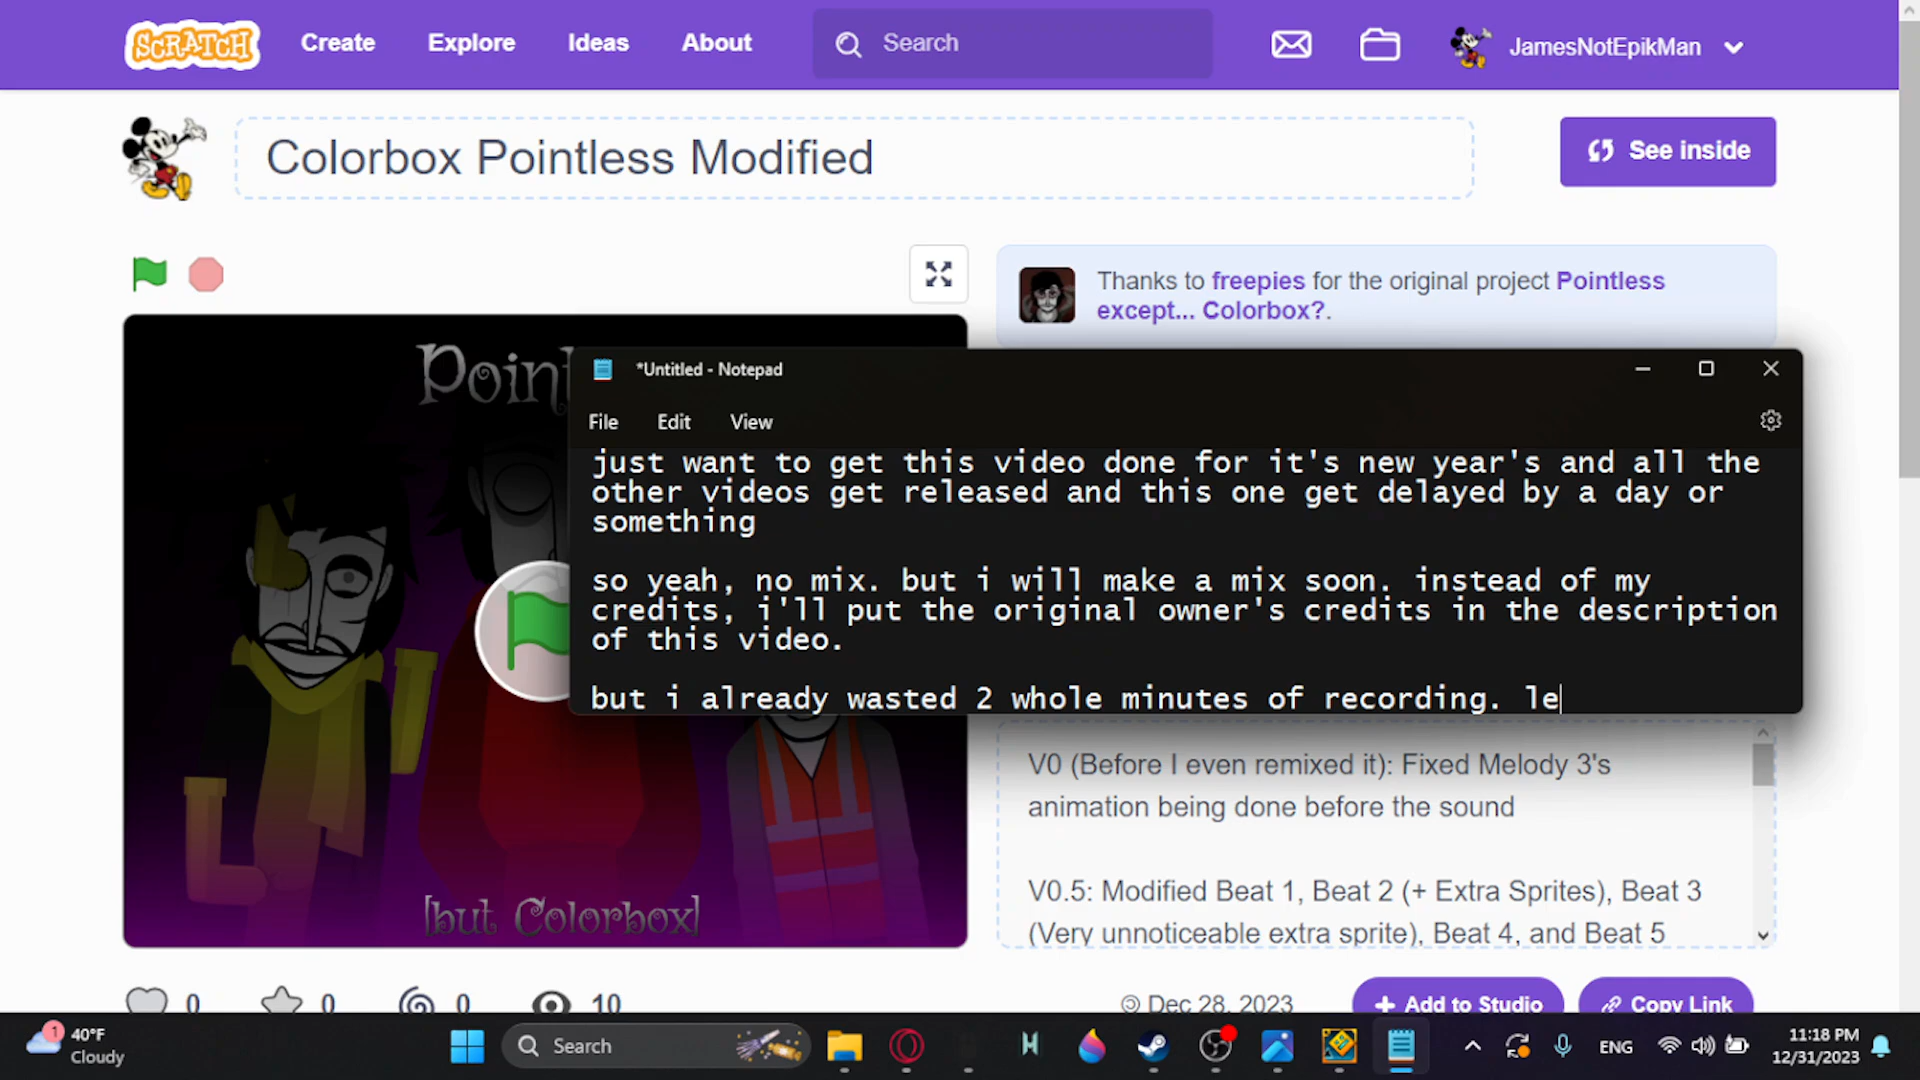 SCRATCH Create Explore Ideas About Search JamesNotEpikMan
Colorbox Pointless Modified
See inside
Thanks to freepies for the original project Pointless
except... Colorbox?.
*Untitled - Notepad
File Edit View
just want to get this video done for it's new year's and all the
other videos get released and this one get delayed by a day or
something
so yeah, no mix. but i will make a mix soon. instead of my
credits, i'll put the original owner's credits in the description
of this video.
but i already wasted 2 whole minutes of recording. le
[but Colorbox]
V0 (Before I even remixed it): Fixed Melody 3's
animation being done before the sound
V0.5: Modified Beat 1, Beat 2 (+ Extra Sprites), Beat 3
(Very unnoticeable extra sprite), Beat 4, and Beat 5
0 0 0 10
© Dec 28, 2023
Add to Studio
Copy Link
1
40°F
Cloudy
Search
ENG
11:18 PM
12/31/2023